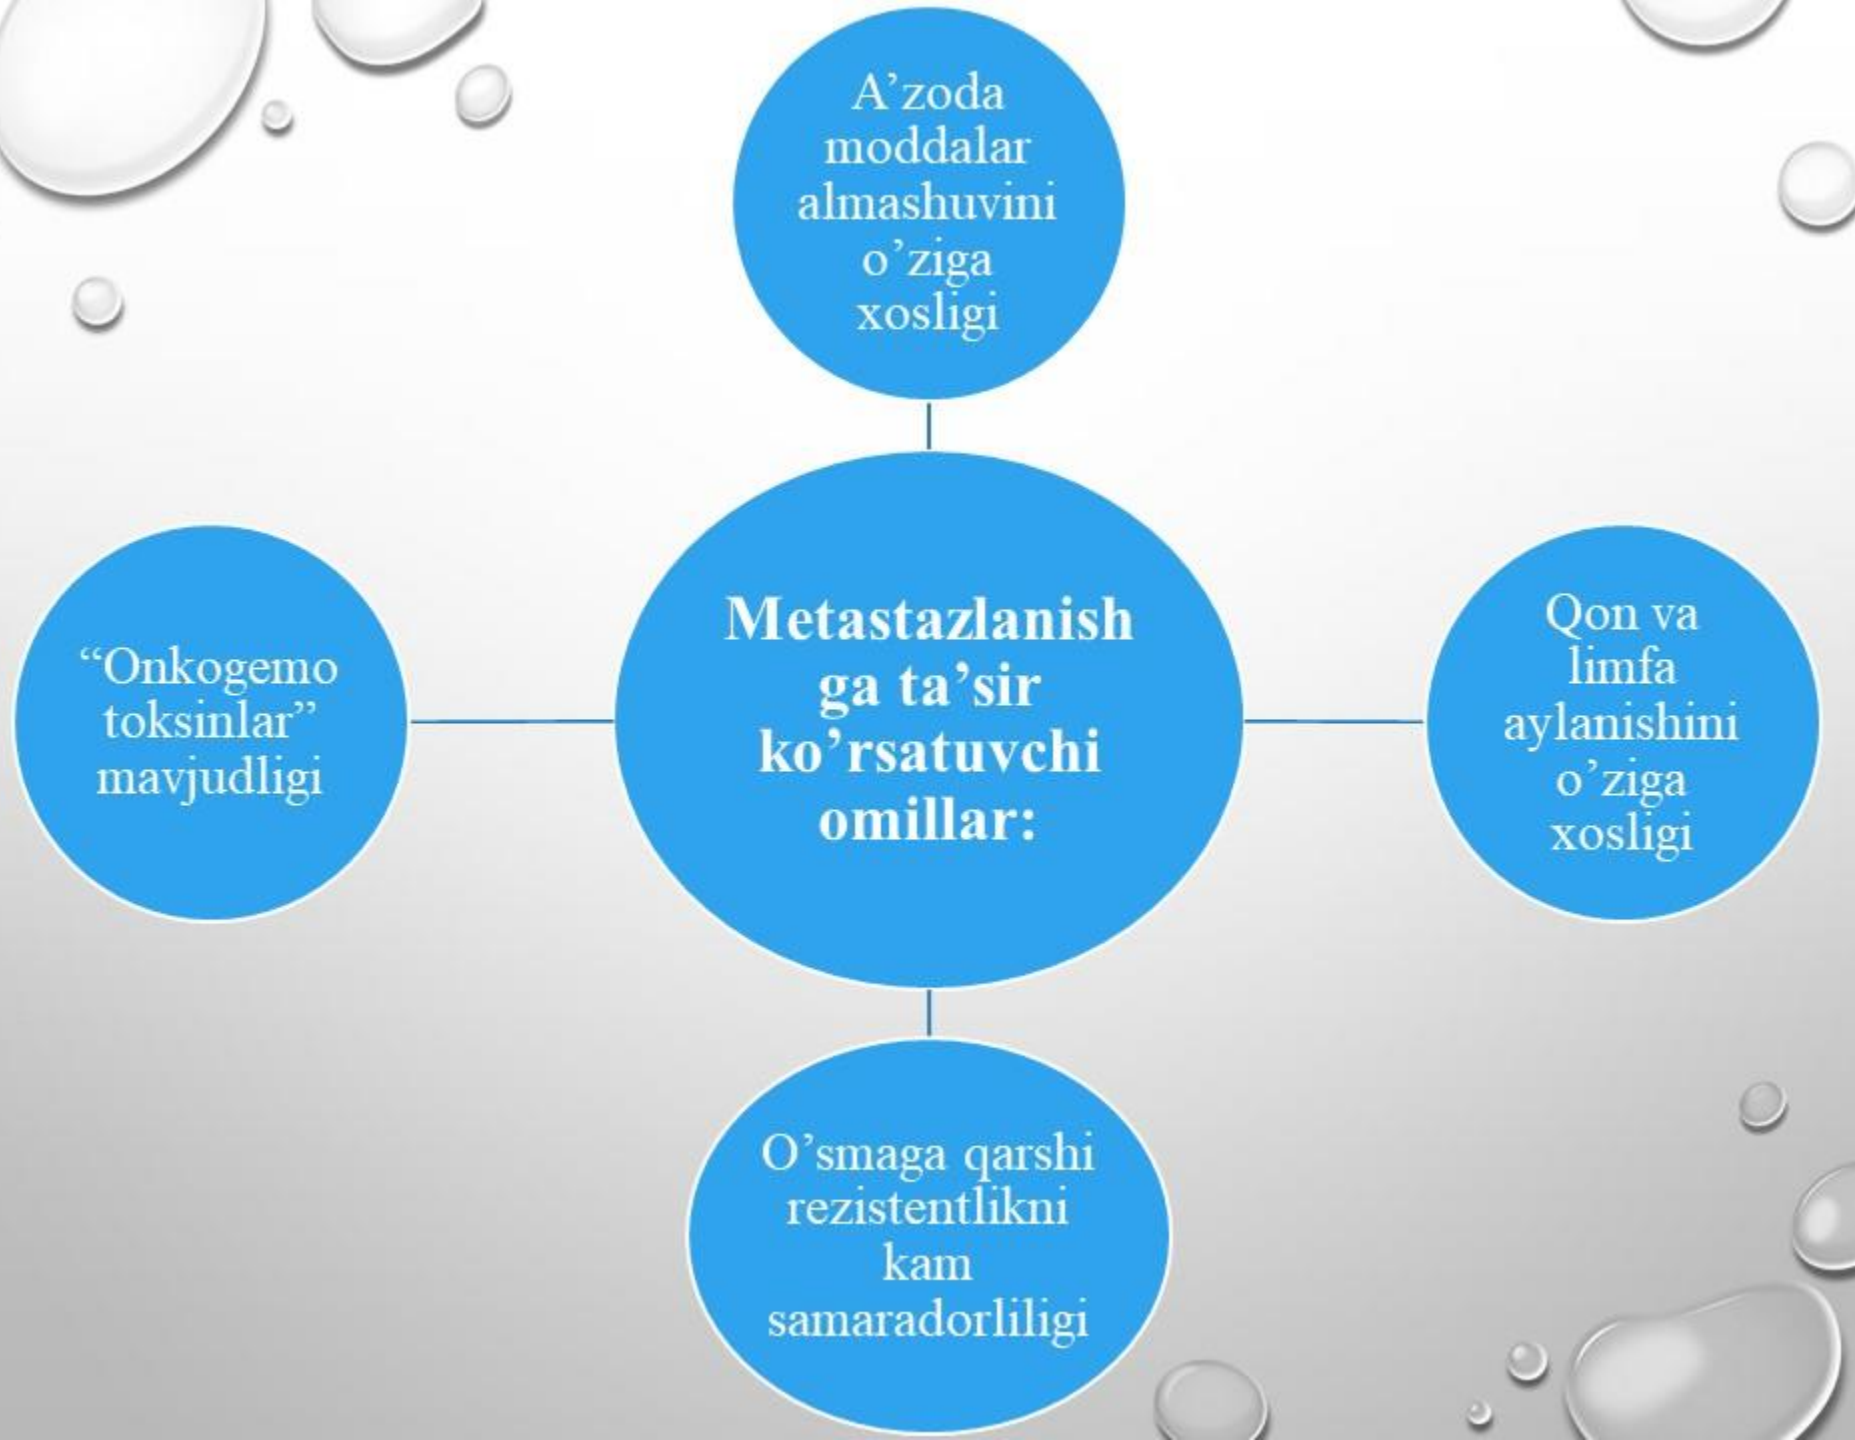 A’zoda
moddalar
almashuvini
o’ziga
xosligi
“Onkogemo
toksinlar”
mavjudligi
Metastazlanish
ga ta’sir
ko’rsatuvchi
omillar:
Qon va
limfa
aylanishini
o’ziga
xosligi
O’smaga qarshi
rezistentlikni
kam
samaradorliligi